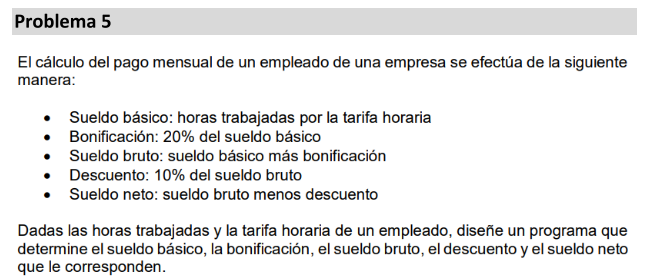 Problema 5
El cálculo del pago mensual de un empleado de una empresa se efectúa de la siguiente
manera:
• Sueldo básico: horas trabajadas por la tarifa horaria
• Bonificación: 20% del sueldo básico
• Sueldo bruto: sueldo básico más bonificación
• Descuento: 10% del sueldo bruto
• Sueldo neto: sueldo bruto menos descuento
Dadas las horas trabajadas y la tarifa horaria de un empleado, diseñe un programa que
determine el sueldo básico, la bonificación, el sueldo bruto, el descuento y el sueldo neto
que le corresponden.